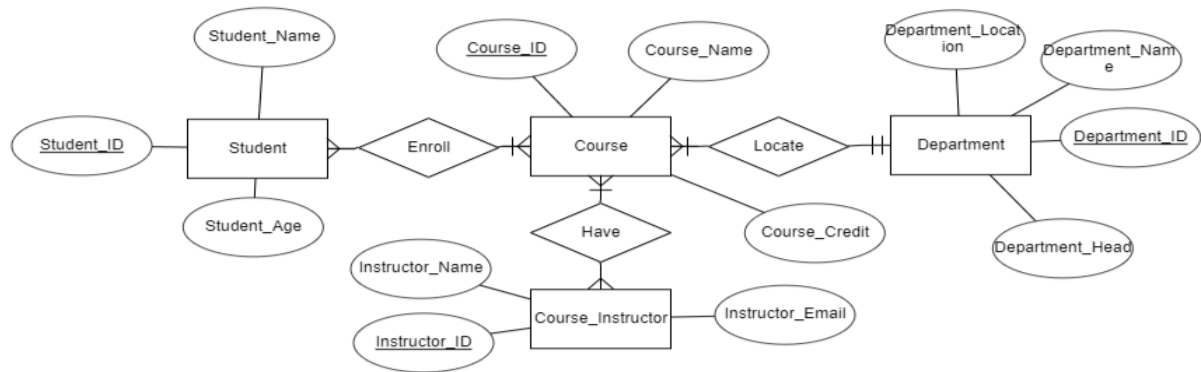 Student_Name
Course_ID
Course_Name
Department_Locat
ion
Department_Nam
e
Student_ID
Student
Enroll
Course
Locate
Department
Department_ID
Student_Age
Have
Course_Credit
Department_Head
Instructor_Name
Course_Instructor
Instructor_Email
Instructor_ID